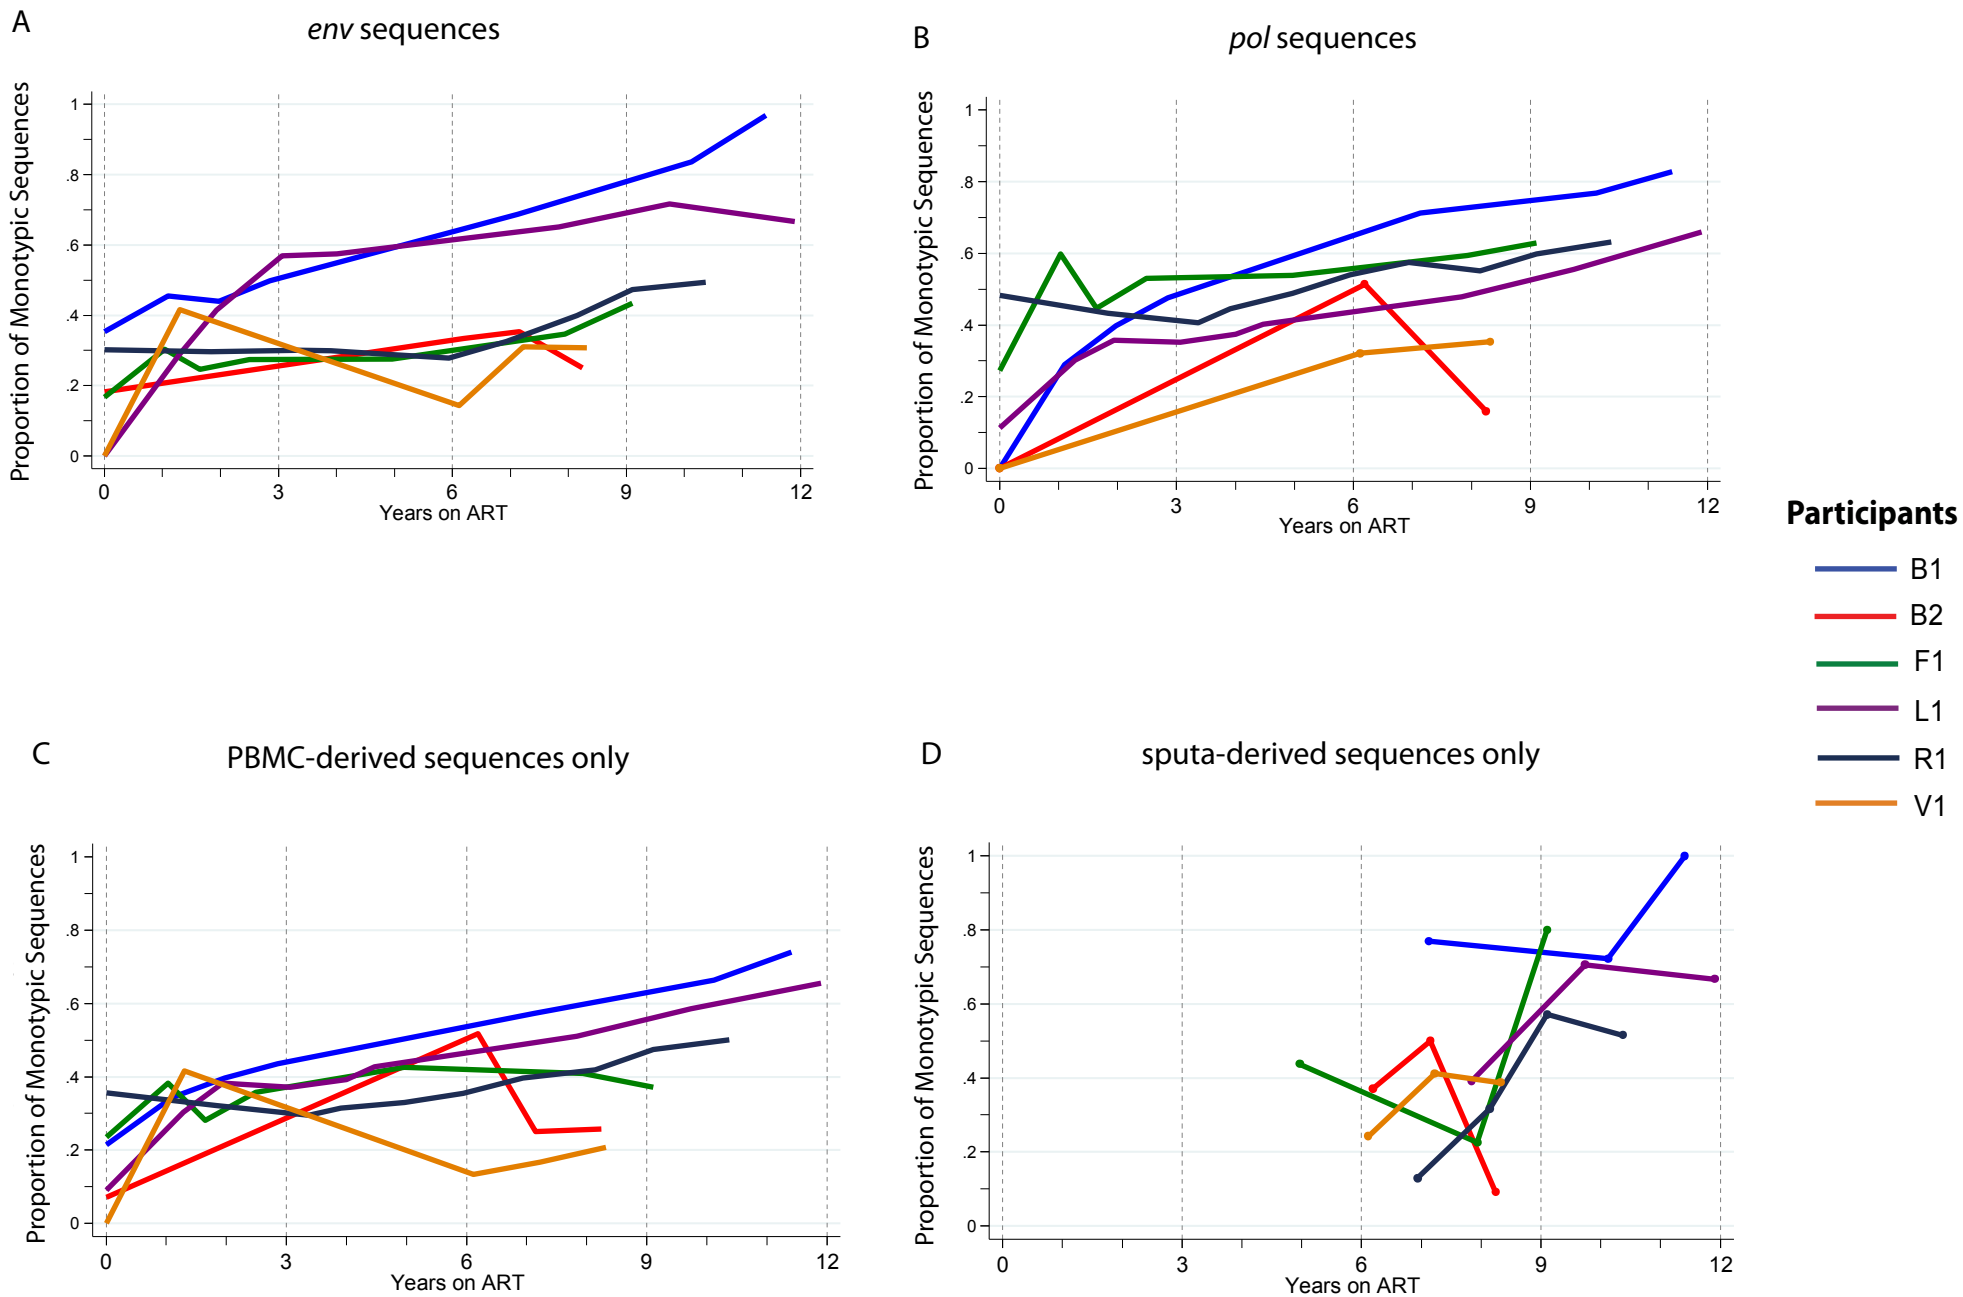 A
env sequences
Proportion of Monotypic Sequences
1
.8
.6
.4
.2
0
0 3 6 9 12
Years on ART
B
pol sequences
Proportion of Monotypic Sequences
1
.8
.6
.4
.2
0
0 3 6 9 12
Years on ART
Participants
B1
B2
F1
L1
R1
V1
C
PBMC-derived sequences only
Proportion of Monotypic Sequences
1
.8
.6
.4
.2
0
0 3 6 9 12
Years on ART
D
sputa-derived sequences only
Proportion of Monotypic Sequences
1
.8
.6
.4
.2
0
0 3 6 9 12
Years on ART